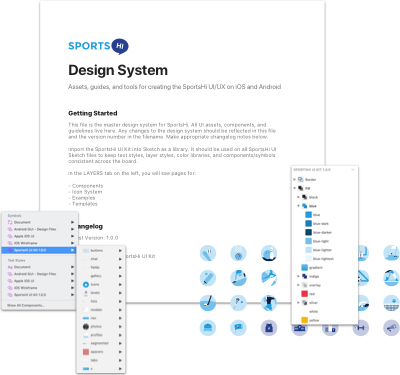 SPORTS Hi
Design System
Assets, guides, and tools for creating the SportsHi UI/UX on iOS and Android
Getting Started
This file is the master design system for SportsHi. All UI assets, components, and
guidelines live here. Any changes to the design system should be reflected in this file
and the version number in the filename. Make appropriate changelog notes below.
Import the SportsHi UI Kit into Sketch as a library. It should be used on all SportsHi UI
Sketch files to keep text styles, layer styles, color libraries, and components/symbols
consistent across the board.
In the LAYERS tab on the left, you will see pages for:
- Components
- Icon System
- Examples
- Templates
angelog
st Version: 1.0.0
portsHi UI Kit
Symbols
Document
Android GUI - Design Files
Apple iOS UI
iOS Wireframe
SportsHi UI Kit 1.0.0
Text Styles
Document
Android GUI - Design Files
Apple iOS UI
iOS Wireframe
SportsHi UI Kit 1.0.0
Show All Components...
buttons
chat
fields
gallery
icons
lists
modals
nav
photos
profiles
segmented
tabs
SPORTSHI UI KIT 1.0.0
Border
Fill
black
blue
blue
blue-dark
blue-darker
blue-light
blue-lighter
blue-lightest
gradient
indigo
overlay
red
silver
white
yellow